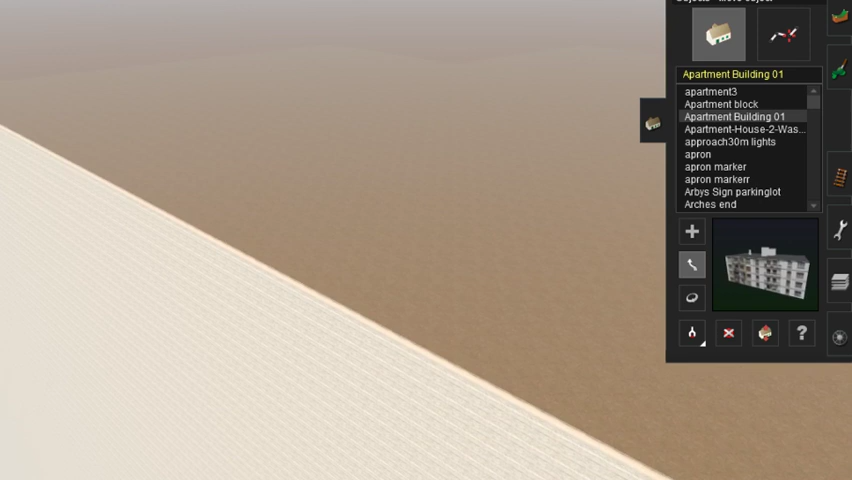 Apartment Building 01
apartment3
Apartment block
Apartment Building 01
Apartment-House-2-Was...
approach30m lights
apron
apron marker
apron markerr
Arbys Sign parkinglot
Arches end
?